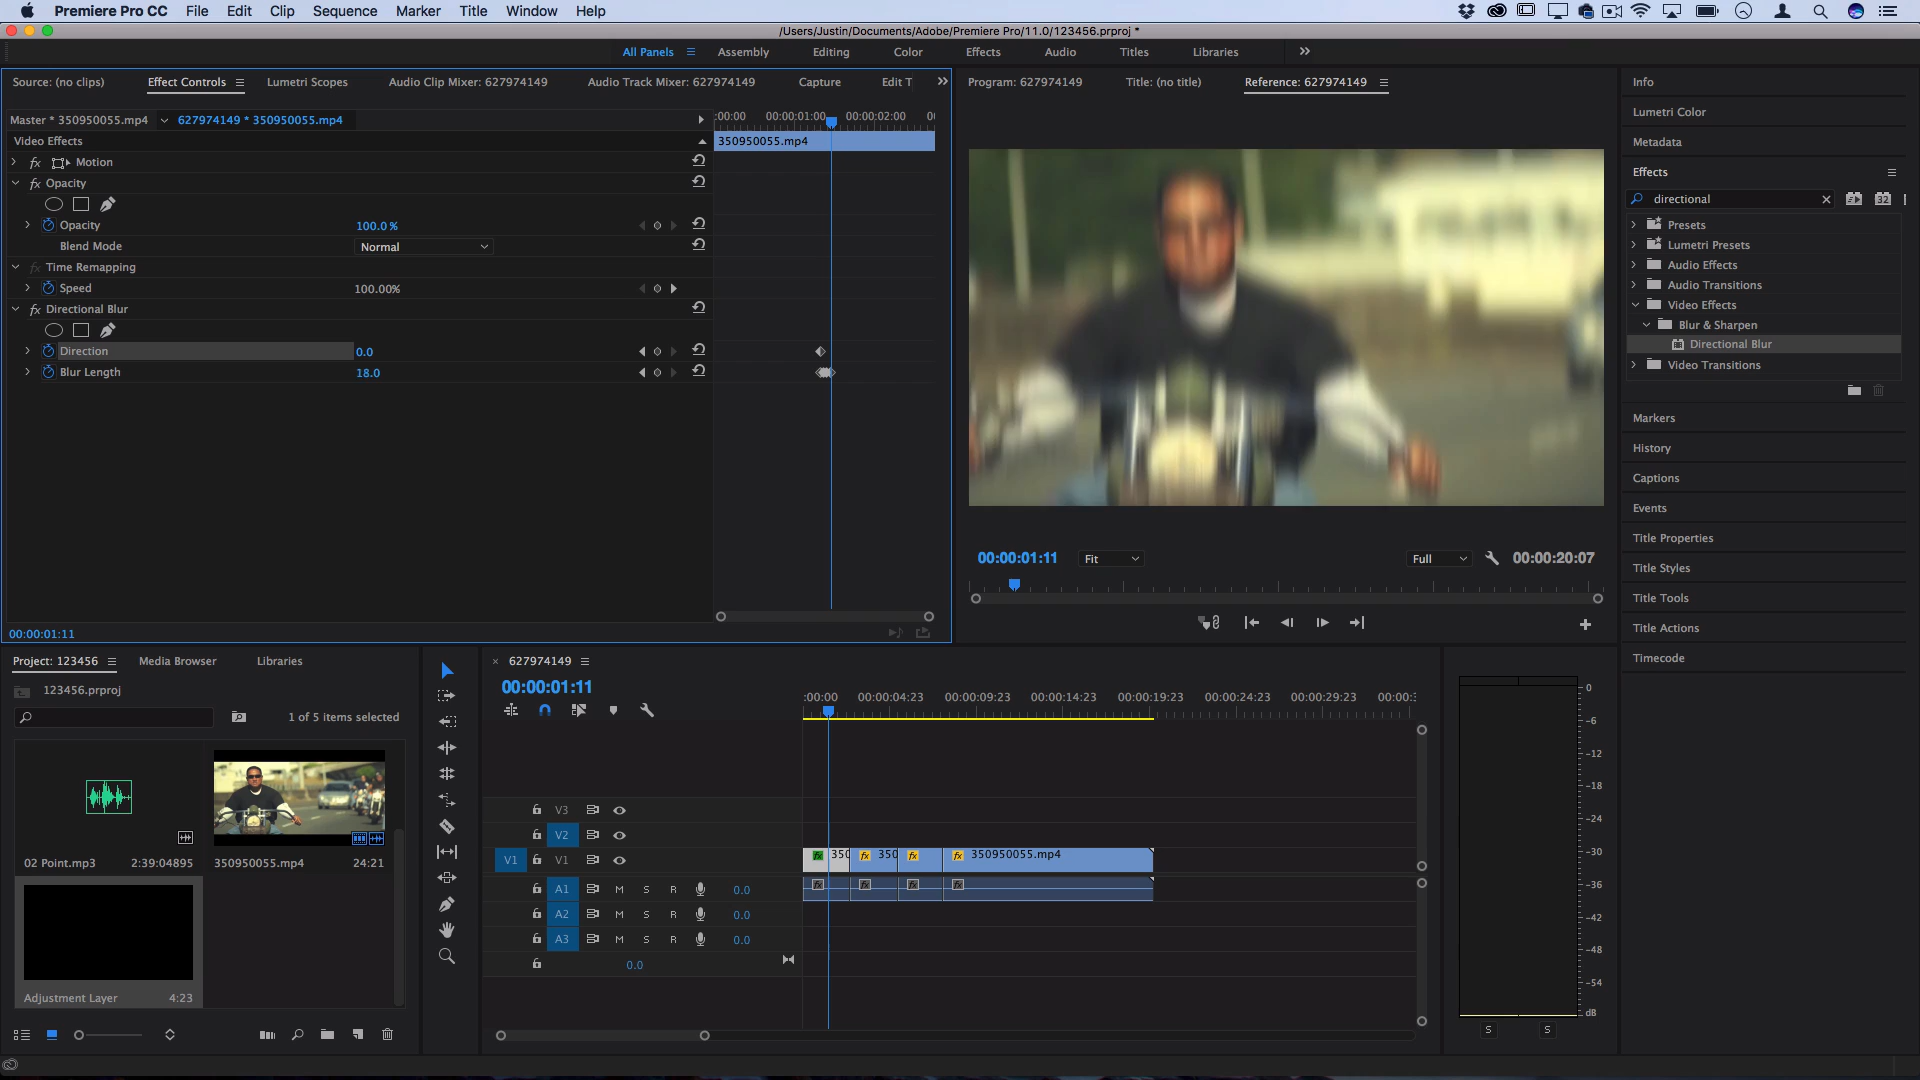 Premiere Pro CC File Edit Clip Sequence Marker Title Window Help
/Users/Justin/Documents/Adobe/Premiere Pro/11.0/123456.prproj *
All Panels Assembly Editing Color Effects Audio Titles Libraries
Source: (no clips) Effect Controls Lumetri Scopes Audio Clip Mixer: 627974149 Audio Track Mixer: 627974149 Capture Edit T
Program: 627974149 Title: (no title) Reference: 627974149
Info
Lumetri Color
Metadata
Effects
directional
32
Presets
Lumetri Presets
Audio Effects
Audio Transitions
Video Effects
Blur & Sharpen
Directional Blur
Video Transitions
Markers
History
Captions
Events
Title Properties
Title Styles
Title Tools
Title Actions
Timecode
Master * 350950055.mp4 627974149 * 350950055.mp4
:00:00 00:00:01:00 00:00:02:00
Video Effects
350950055.mp4
fx Motion
fx Opacity
Opacity 100.0 %
Blend Mode Normal
fx Time Remapping
Speed 100.00%
fx Directional Blur
Direction 0.0
Blur Length 18.0
00:00:01:11
00:00:01:11 Fit Full 00:00:20:07
Project: 123456 Media Browser Libraries
123456.prproj
1 of 5 items selected
02 Point.mp3 2:39:04895
350950055.mp4 24:21
Adjustment Layer 4:23
× 627974149
00:00:01:11
:00:00 00:00:04:23 00:00:09:23 00:00:14:23 00:00:19:23 00:00:24:23 00:00:29:23 00:00:3
V3
V2
V1 V1 fx 350 fx 350 fx fx 350950055.mp4
A1 M S R 0.0
A2 M S R 0.0
A3 M S R 0.0
0.0
0
-6
-12
-18
-24
-30
-36
-42
-48
-54
dB
S S